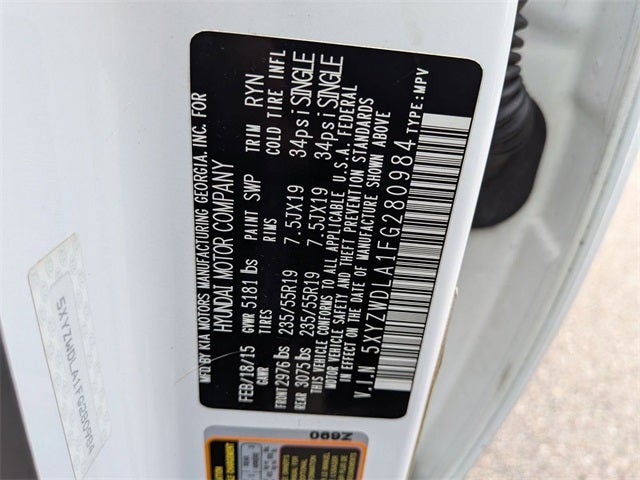 MFD.BY KIA MOTORS MANUFACTURING GEORGIA. INC. FOR
HYUNDAI MOTOR COMPANY
FEB/18/15 GVWR 5181 lbs PAINT SWP TRIM RYN
GAWR TIRES RIMS COLD TIRE INFL
FRONT 2976 lbs 235/55R19 7.5JX19 34psi SINGLE
REAR 3075 lbs 235/55R19 7.5JX19 34psi SINGLE
THIS VEHICLE CONFORMS TO ALL APPLICABLE U.S.A. FEDERAL
MOTOR VEHICLE SAFETY AND THEFT PREVENTION STANDARDS
IN EFFECT ON THE DATE OF MANUFACTURE SHOWN ABOVE
V.I.N 5XYZWDLA1FG280984 TYPE:MPV
5XYZWDLA1FG280984
Z690